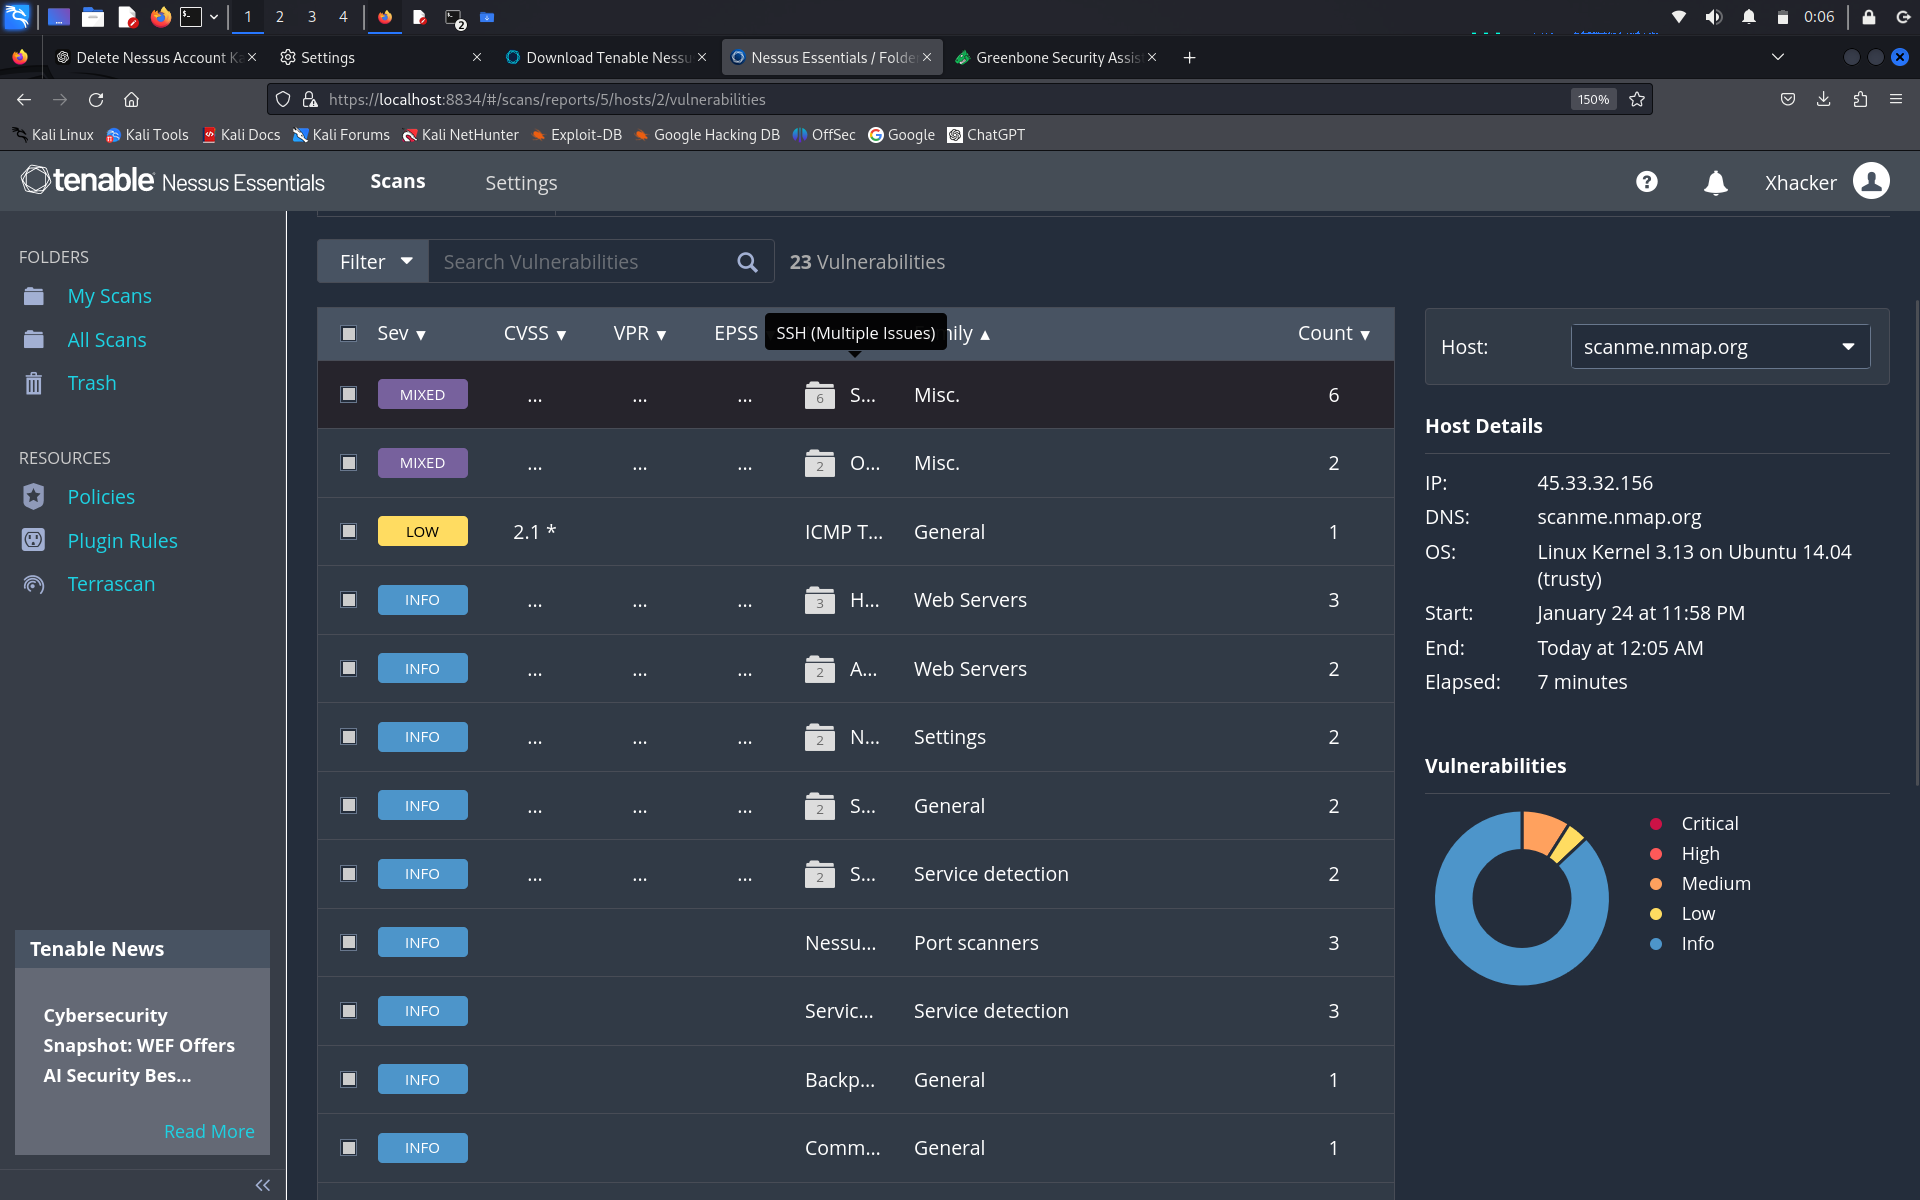 1 2 3 4 2 0:06
Delete Nessus Account Ka Settings Download Tenable Nessu Nessus Essentials / Folde Greenbone Security Assis
https://localhost:8834/#/scans/reports/5/hosts/2/vulnerabilities 150%
Kali Linux Kali Tools Kali Docs Kali Forums Kali NetHunter Exploit-DB Google Hacking DB OffSec Google ChatGPT
tenable Nessus Essentials Scans Settings Xhacker
FOLDERS
My Scans
All Scans
Trash
RESOURCES
Policies
Plugin Rules
Terrascan
Tenable News
Cybersecurity
Snapshot: WEF Offers
AI Security Bes...
Read More
Filter Search Vulnerabilities 23 Vulnerabilities
Sev CVSS VPR EPSS SSH (Multiple Issues) nily Count
MIXED ... ... ... 6 S... Misc. 6
MIXED ... ... ... 2 O... Misc. 2
LOW 2.1 * ICMP T... General 1
INFO ... ... ... 3 H... Web Servers 3
INFO ... ... ... 2 A... Web Servers 2
INFO ... ... ... 2 N... Settings 2
INFO ... ... ... 2 S... General 2
INFO ... ... ... 2 S... Service detection 2
INFO Nessu... Port scanners 3
INFO Servic... Service detection 3
INFO Backp... General 1
INFO Comm... General 1
Host: scanme.nmap.org
Host Details
IP: 45.33.32.156
DNS: scanme.nmap.org
OS: Linux Kernel 3.13 on Ubuntu 14.04
(trusty)
Start: January 24 at 11:58 PM
End: Today at 12:05 AM
Elapsed: 7 minutes
Vulnerabilities
Critical
High
Medium
Low
Info